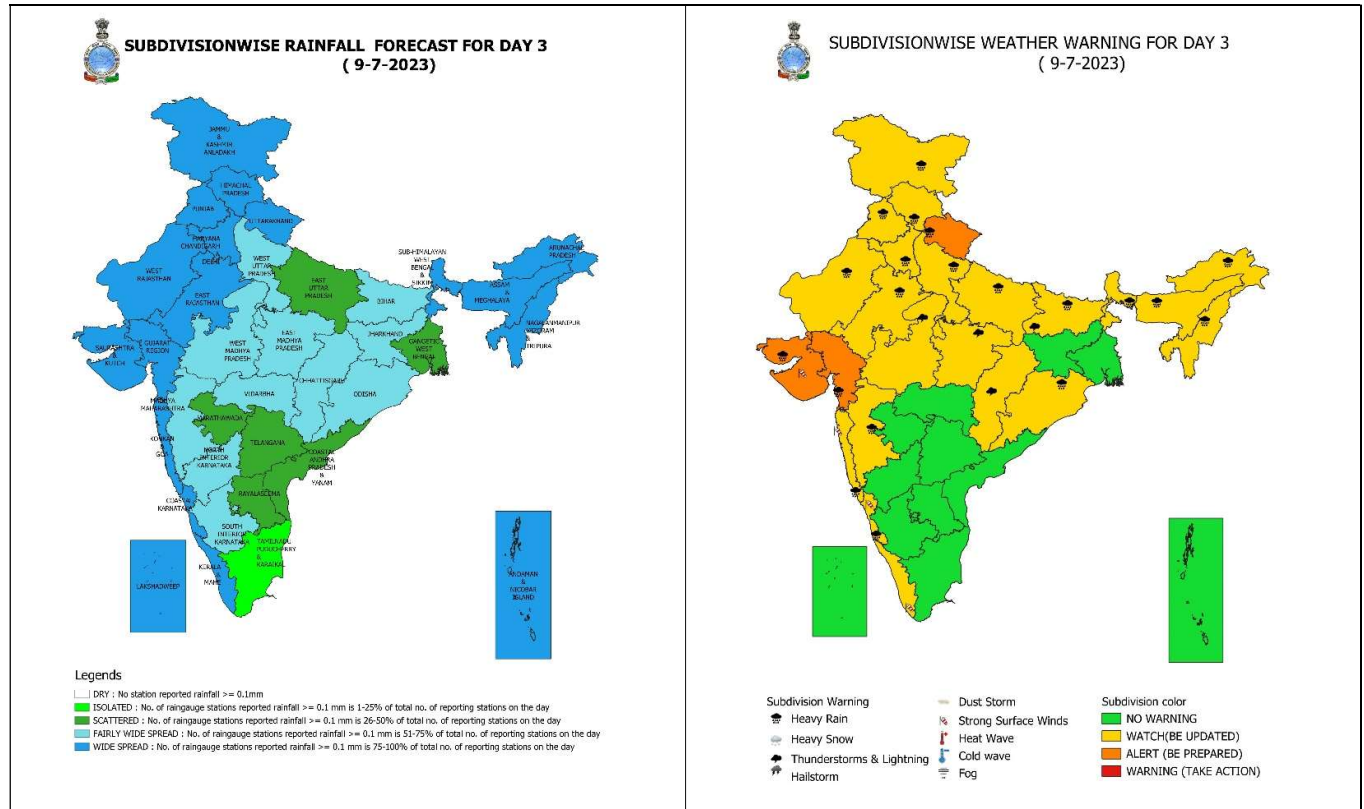 SUBDIVISIONWISE RAINFALL FORECAST FOR DAY 3
( 9-7-2023)
JAMMU
&
KASHMIR
ANLADAKH
HIMACHAL
PRADESH
PUNJAB
UTTARAKHAND
HARYANA
CHANDIGARH
DELHI
WEST
UTTAR
PRADESH
SUB-HIMALAYAN
WEST
BENGAL
&
SIKKIM
ARUNACHAL
PRADESH
WEST
RAJASTHAN
EAST
RAJASTHAN
EAST
UTTAR
PRADESH
BIHAR
ASSAM
&
MEGHALAYA
NAGALANMANIPUR
MIZORAM
&
TRIPURA
SAURASHTRA
&
KUTCH
GUJARAT
REGION
WEST
MADHYA
PRADESH
EAST
MADHYA
PRADESH
JHARKHAND
GANGETIC
WEST
BENGAL
CHHATTISGARH
ODISHA
VIDARBHA
MADHYA
MAHARASHTRA
MARATHAWADA
TELANGANA
KONKAN
&
GOA
NORTH
INTERIOR
KARNATAKA
COASTAL
ANDHRA
PRADESH
&
YANAM
RAYALASEEMA
COASTAL
KARNATAKA
SOUTH
INTERIOR
KARNATAKA
TAMILNADU
PUDUCHERRY
&
KARAIKAL
KERALA
&
MAHE
LAKSHADWEEP
ANDAMAN
&
NICOBAR
ISLAND
Legends
DRY : No station reported rainfall >= 0.1mm
ISOLATED : No. of raingauge stations reported rainfall >= 0.1 mm is 1-25% of total no. of reporting stations on the day
SCATTERED : No. of raingauge stations reported rainfall >= 0.1 mm is 26-50% of total no. of reporting stations on the day
FAIRLY WIDE SPREAD : No. of raingauge stations reported rainfall >= 0.1 mm is 51-75% of total no. of reporting stations on the day
WIDE SPREAD : No. of raingauge stations reported rainfall >= 0.1 mm is 75-100% of total no. of reporting stations on the day
SUBDIVISIONWISE WEATHER WARNING FOR DAY 3
( 9-7-2023)
Subdivision Warning
Heavy Rain
Heavy Snow
Thunderstorms & Lightning
Hailstorm
Dust Storm
Strong Surface Winds
Heat Wave
Cold wave
Fog
Subdivision color
NO WARNING
WATCH(BE UPDATED)
ALERT (BE PREPARED)
WARNING (TAKE ACTION)